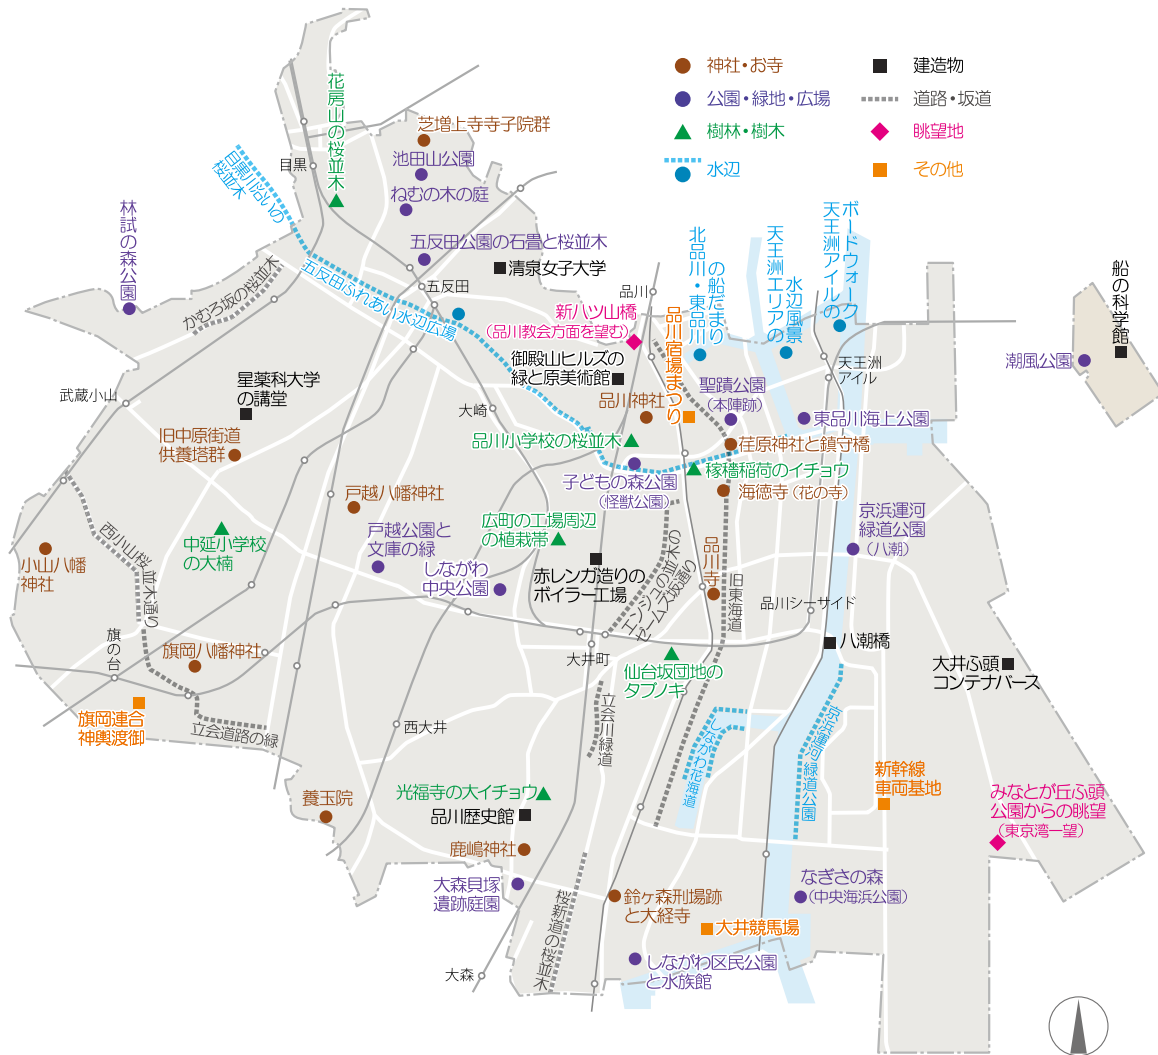 神社・お寺
公園・緑地・広場
樹林・樹木
水辺
建造物
道路・坂道
眺望地
その他
花房山の桜並木
芝増上寺寺子院群
池田山公園
ねむの木の庭
目黒
目黒川沿いの
桜並木
林試の森公園
五反田公園の石畳と桜並木
清泉女子大学
かむろ坂の桜並木
五反田ふれあい水辺広場
五反田
品川
新八ツ山橋
(品川教会方面を望む)
品川宿場まつり
北品川・東品川
の船だまり
天王洲エリアの
水辺風景
天王洲アイルの
ボードウォーク
船の科学館
潮風公園
天王洲
アイル
武蔵小山
星薬科大学
の講堂
御殿山ヒルズの
緑と原美術館
大崎
品川神社
聖蹟公園
(本陣跡)
東品川海上公園
旧中原街道
供養塔群
品川小学校の桜並木
荏原神社と鎮守橋
子どもの森公園
(怪獣公園)
稼穡稲荷のイチョウ
海徳寺(花の寺)
戸越八幡神社
京浜運河
緑道公園
(八潮)
西小山桜並木通り
中延小学校
の大楠
戸越公園と
文庫の緑
広町の工場周辺
の植栽帯
小山八幡
神社
しながわ
中央公園
赤レンガ造りの
ボイラー工場
エンジュの並木の
ゼームス坂通り
品川寺
旧東海道
品川シーサイド
旗の台
旗岡八幡神社
大井町
仙台坂団地の
タブノキ
八潮橋
大井ふ頭
コンテナバース
旗岡連合
神輿渡御
立会道路の緑
西大井
立会川緑道
しながわ花海道
京浜運河緑道公園
新幹線
車両基地
養玉院
光福寺の大イチョウ
品川歴史館
みなとが丘ふ頭
公園からの眺望
(東京湾一望)
鹿嶋神社
大森貝塚
遺跡庭園
桜新道の桜並木
鈴ヶ森刑場跡
と大経寺
なぎさの森
(中央海浜公園)
大井競馬場
大森
しながわ区民公園
と水族館